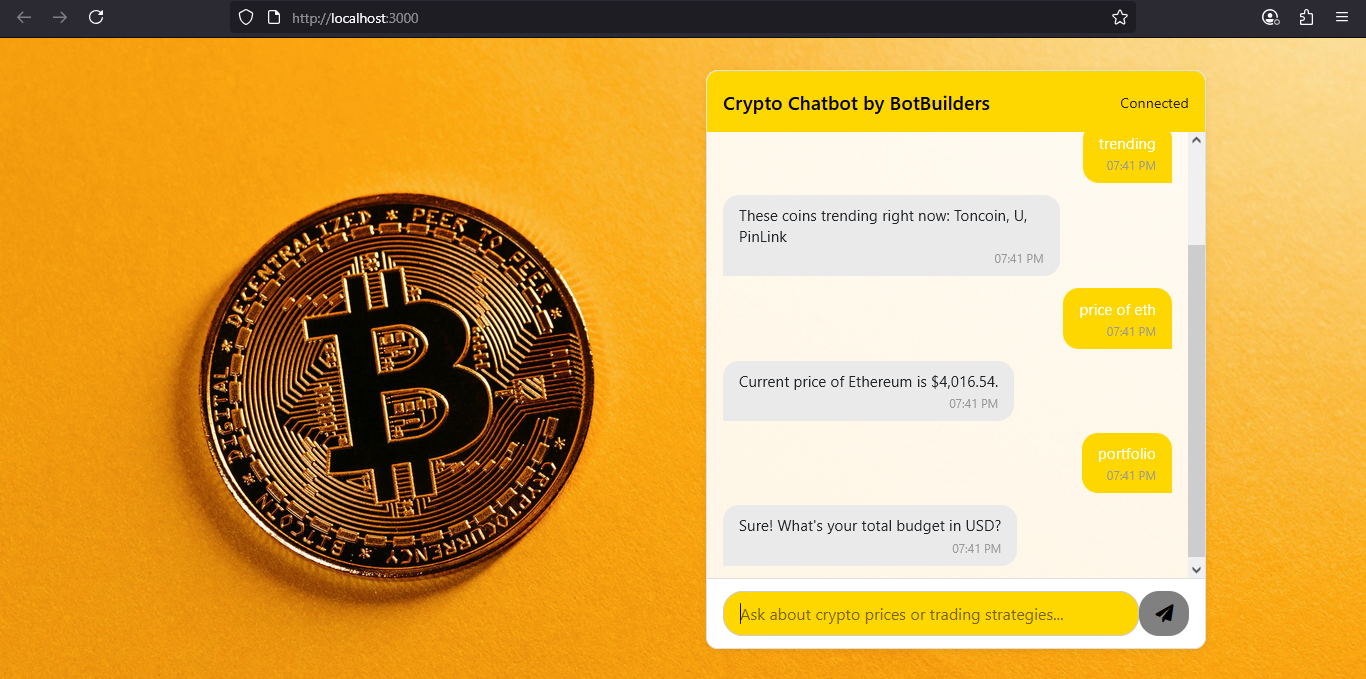 http://localhost:3000
Crypto Chatbot by BotBuilders
Connected
trending
07:41 PM
These coins trending right now: Toncoin, U,
PinLink
07:41 PM
price of eth
07:41 PM
Current price of Ethereum is $4,016.54.
07:41 PM
portfolio
07:41 PM
Sure! What's your total budget in USD?
07:41 PM
Ask about crypto prices or trading strategies...
DECENTRALIZED * PEER TO PEER *
* CRYPTOCURRENCY * BITCOIN * DIGITAL *